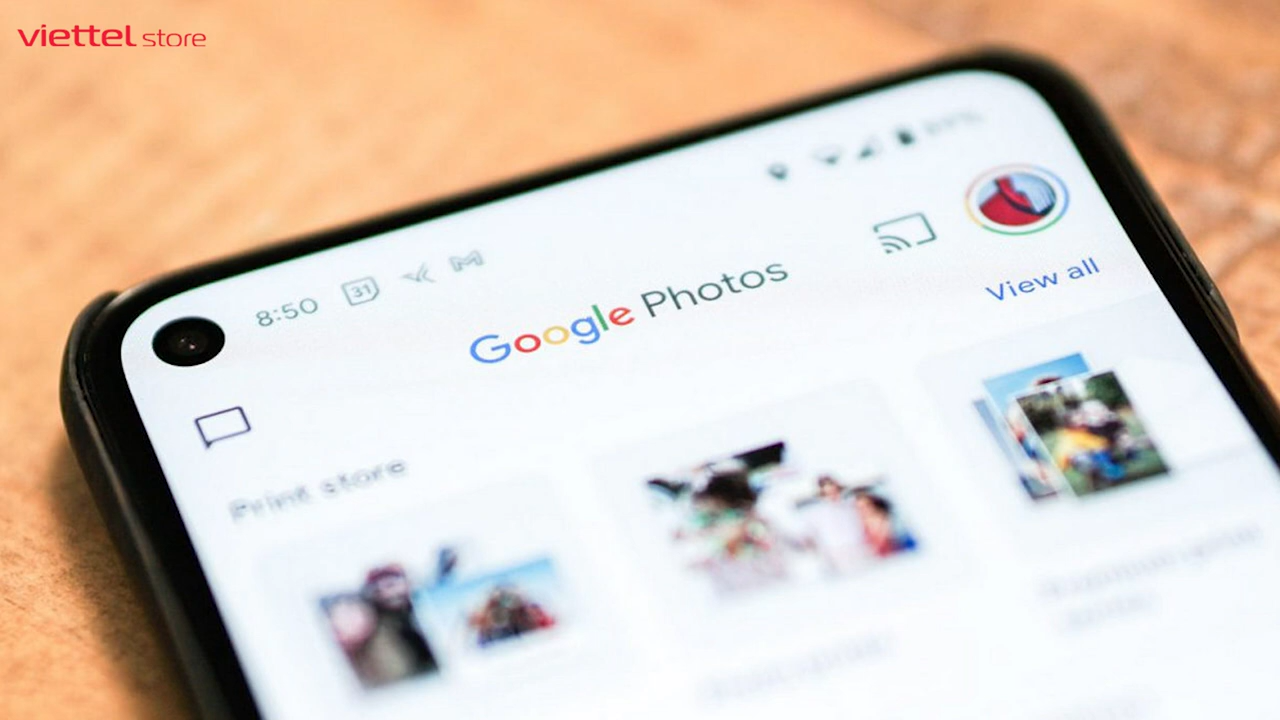 viettel store
8:50
31
Google Photos
View all
Print store